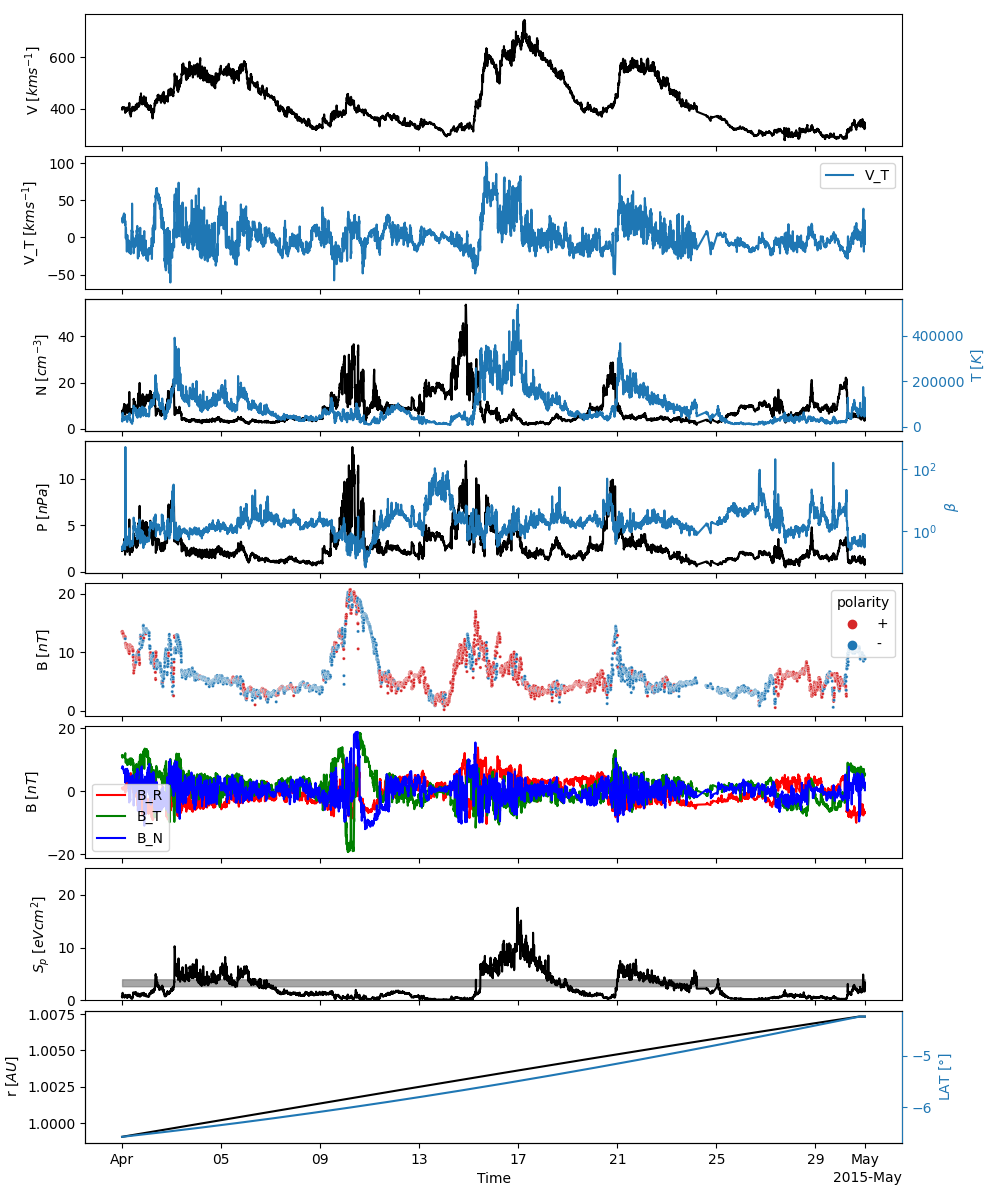 V [kms⁻¹]
600
400
V_T [kms⁻¹]
100
50
0
−50
V_T
N [cm⁻³]
40
20
0
400000
200000
0
T [K]
P [nPa]
10
5
0
10²
10⁰
β
B [nT]
20
10
0
polarity
+
-
B [nT]
20
0
−20
B_R
B_T
B_N
Sₚ [eVcm²]
20
10
0
r [AU]
1.0075
1.0050
1.0025
1.0000
−5
−6
LAT [°]
Apr 05 09 13 17 21 25 29 May
Time
2015-May